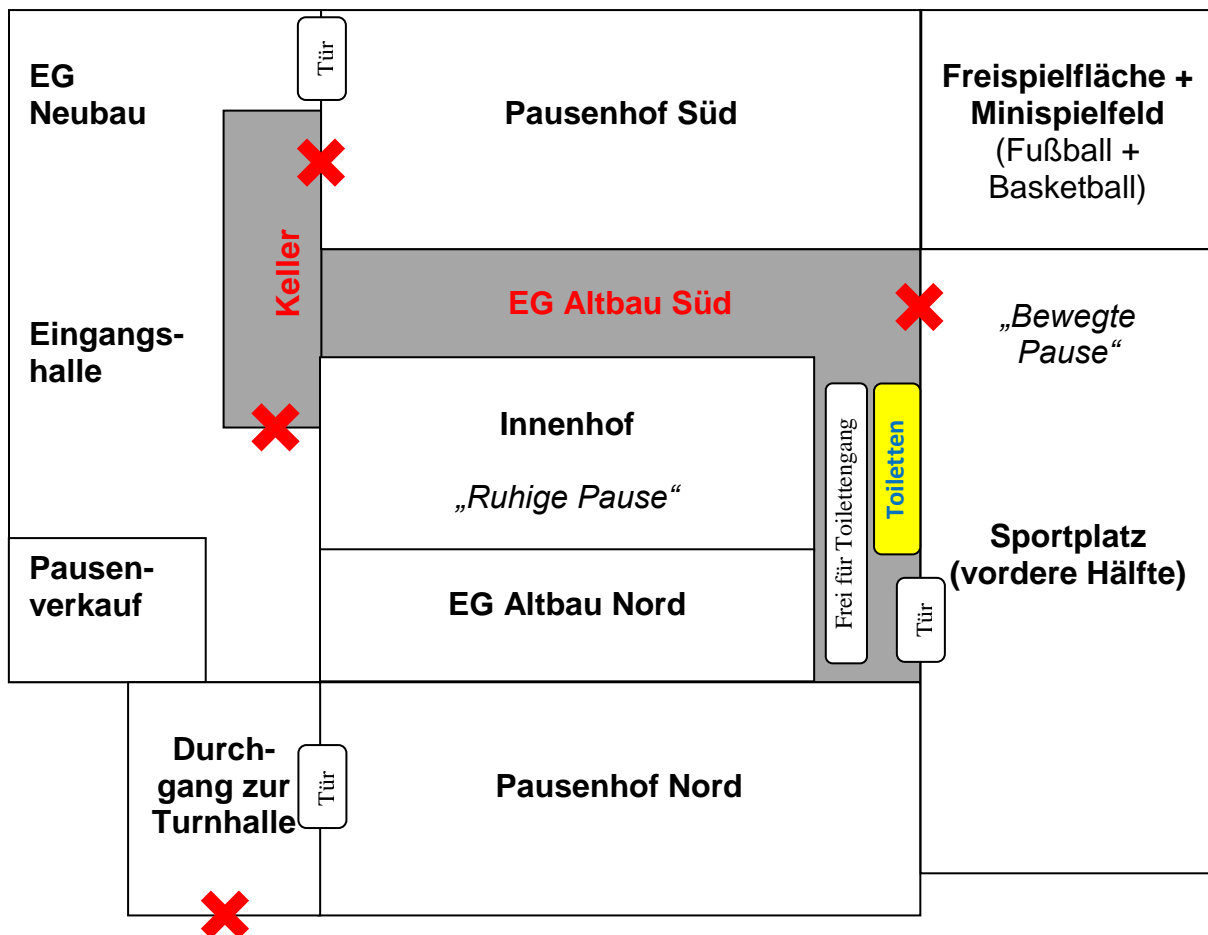 EG
Neubau
Tür
Pausenhof Süd
Freispielfläche +
Minispielfeld
(Fußball +
Basketball)
Keller
EG Altbau Süd
„Bewegte
Pause“
Eingangs-
halle
Innenhof
„Ruhige Pause“
Frei für Toilettengang
Toiletten
Sportplatz
(vordere Hälfte)
Pausen-
verkauf
EG Altbau Nord
Tür
Durch-
gang zur
Turnhalle
Tür
Pausenhof Nord